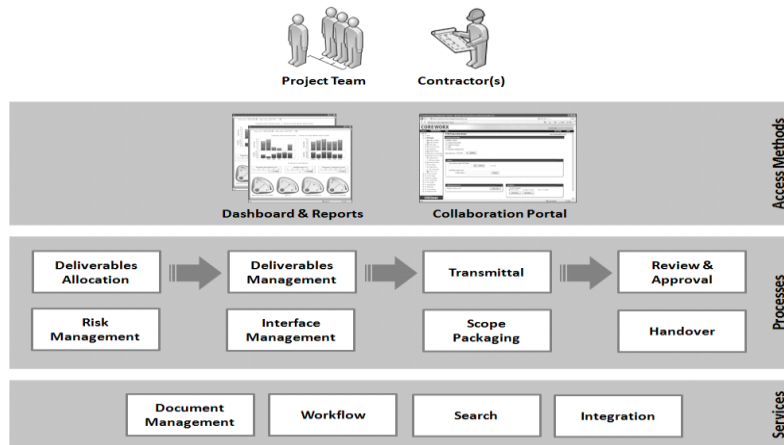 Project Team
Contractor(s)
COREWORX
Dashboard & Reports
Collaboration Portal
Access Methods
Deliverables
Allocation
Deliverables
Management
Transmittal
Review &
Approval
Risk
Management
Interface
Management
Scope
Packaging
Handover
Processes
Document
Management
Workflow
Search
Integration
Services